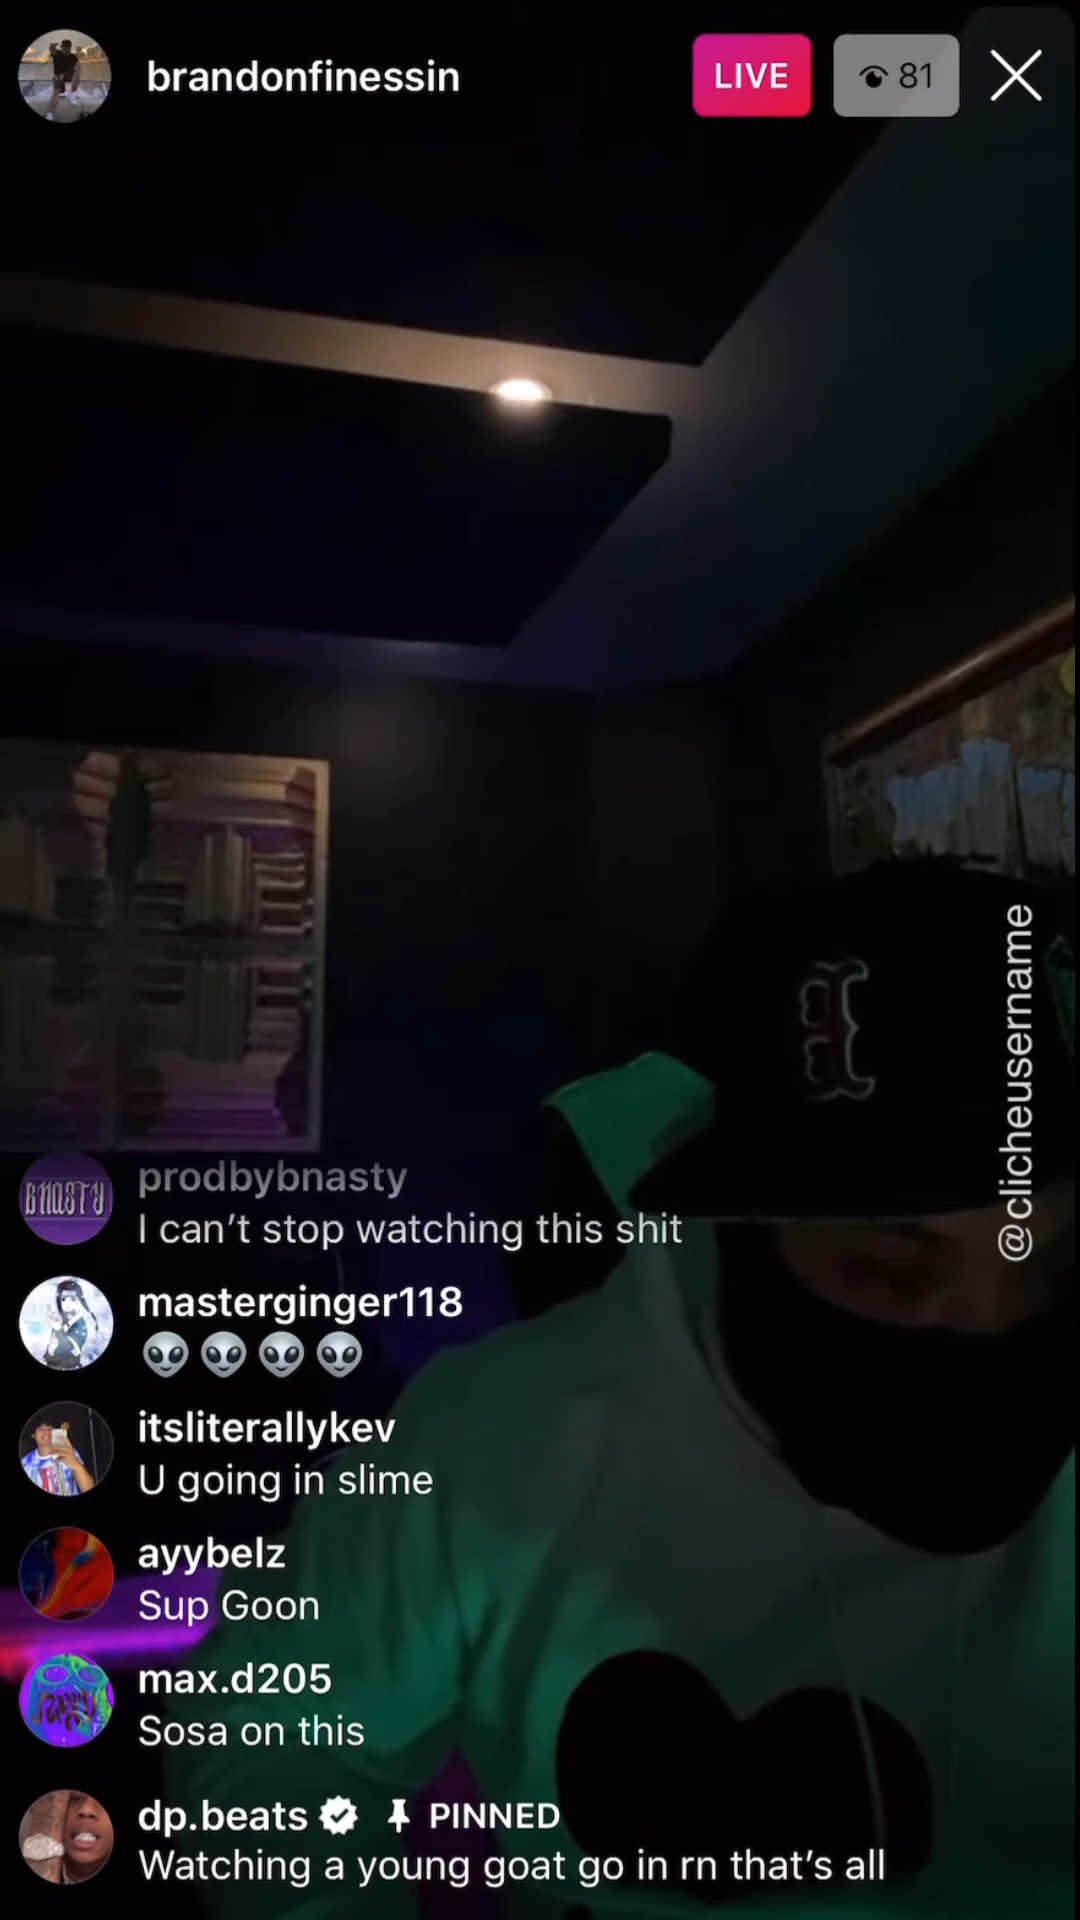 brandonfinessin
LIVE
81
@clicheusername
B
BNASTY
prodbybnasty
I can’t stop watching this shit
masterginger118
👽👽👽👽
itsliterallykev
U going in slime
ayybelz
Sup Goon
max.d205
Sosa on this
dp.beats PINNED
Watching a young goat go in rn that’s all